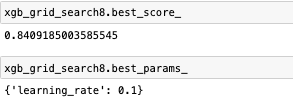 xgb_grid_search8.best_score_
0.8409185003585545
xgb_grid_search8.best_params_
{'learning_rate': 0.1}